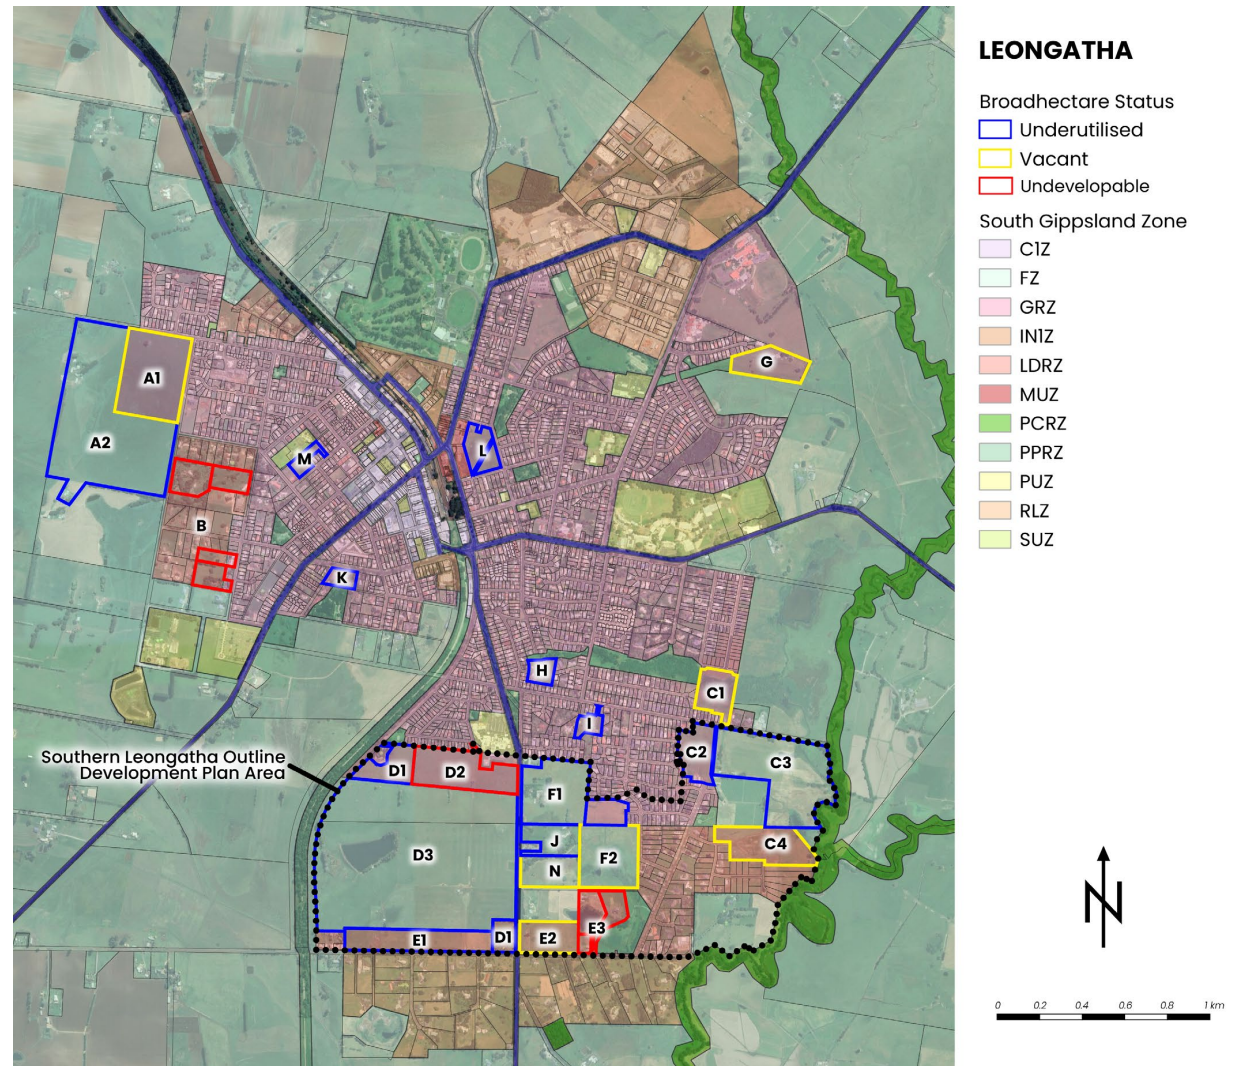 LEONGATHA
Broadhectare Status
Underutilised
Vacant
Undevelopable
South Gippsland Zone
C1Z
FZ
GRZ
IN1Z
LDRZ
MUZ
PCRZ
PPRZ
PUZ
RLZ
SUZ
G
A1
A2
L
M
B
K
H
C1
I
Southern Leongatha Outline
Development Plan Area
C2
C3
D1
D2
F1
J
C4
D3
F2
N
E3
E1
D1
E2
N
0 0.2 0.4 0.6 0.8 1 km